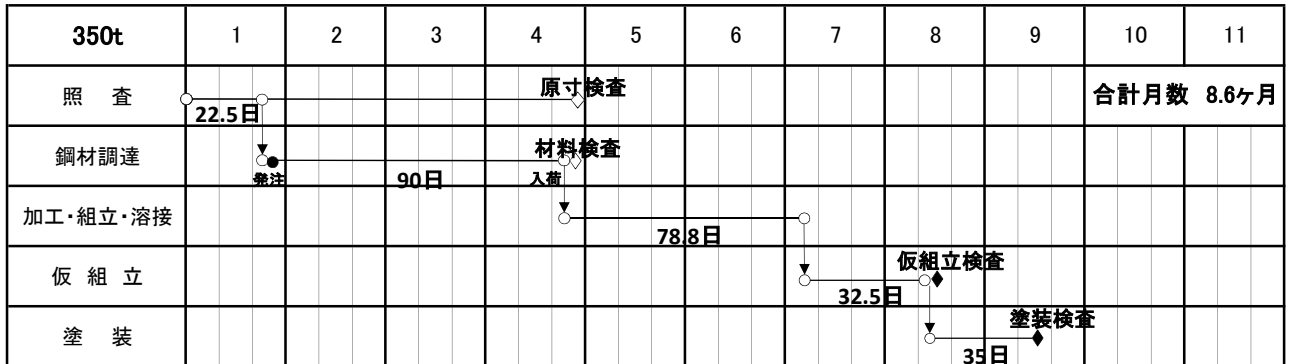 350t 1 2 3 4 5 6 7 8 9 10 11
照 査 原寸検査 合計月数 8.6ヶ月
22.5日
鋼材調達 材料検査
発注 90日 入荷
加工・組立・溶接
78.8日
仮 組 立 仮組立検査
32.5日
塗 装 塗装検査
35日